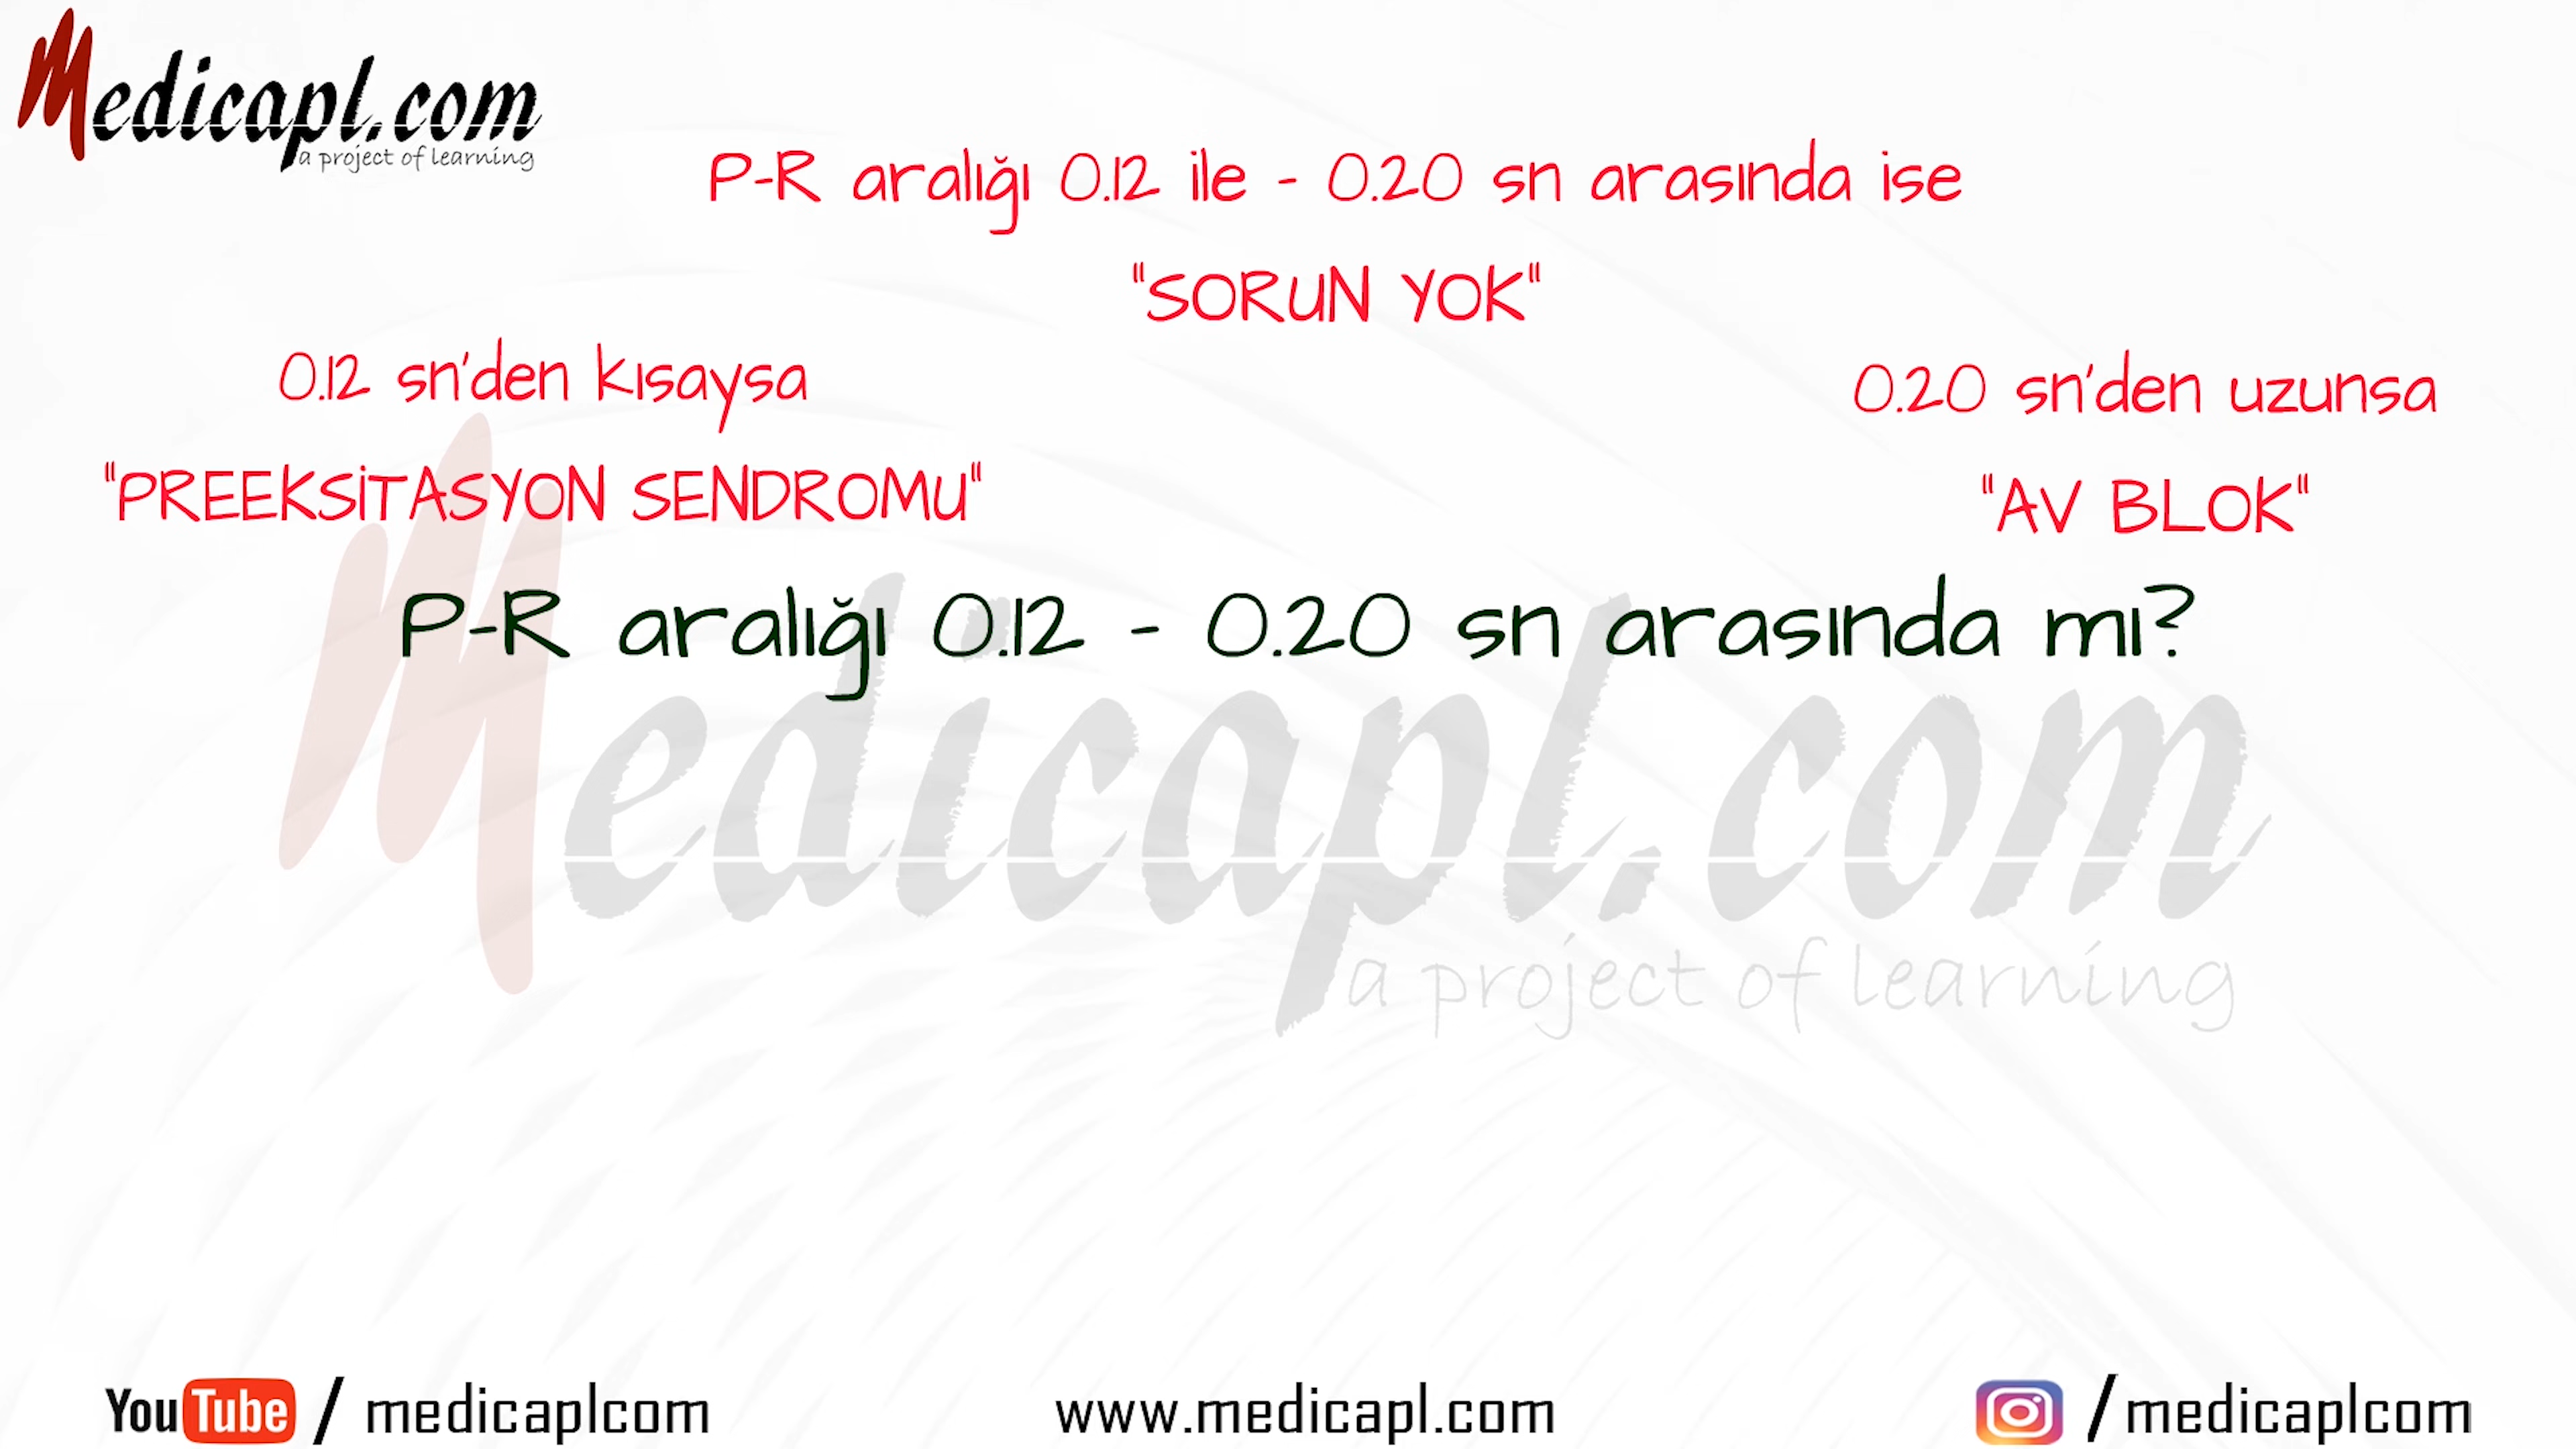 Medicapl.com
a project of learning
P-R aralığı 0.12 ile - 0.20 sn arasında ise
"SORUN YOK"
0.12 sn'den kısaysa
"PREEKSİTASYON SENDROMU"
0.20 sn'den uzunsa
"AV BLOK"
P-R aralığı 0.12 - 0.20 sn arasında mı?
Medicapl.com
a project of learning
YouTube / medicaplcom
www.medicapl.com
/ medicaplcom